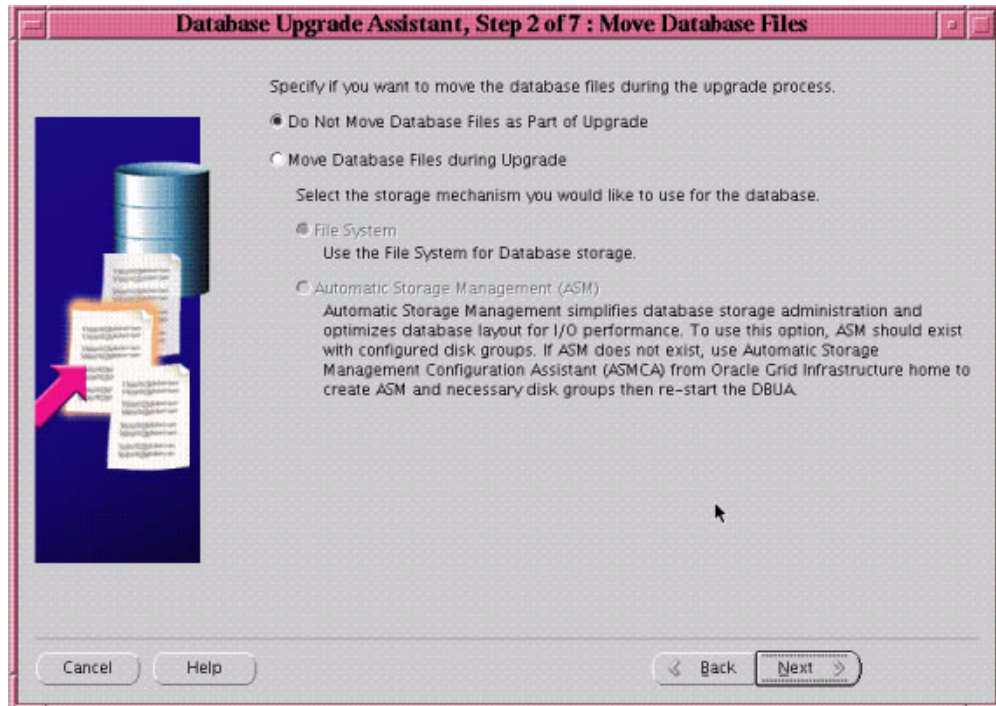 Database Upgrade Assistant, Step 2 of 7 : Move Database Files
Specify if you want to move the database files during the upgrade process.
Do Not Move Database Files as Part of Upgrade
Move Database Files during Upgrade
Select the storage mechanism you would like to use for the database.
File System
Use the File System for Database storage.
Automatic Storage Management (ASM)
Automatic Storage Management simplifies database storage administration and
optimizes database layout for I/O performance. To use this option, ASM should exist
with configured disk groups. If ASM does not exist, use Automatic Storage
Management Configuration Assistant (ASMCA) from Oracle Grid Infrastructure home to
create ASM and necessary disk groups then re-start the DBUA.
Cancel
Help
Back
Next